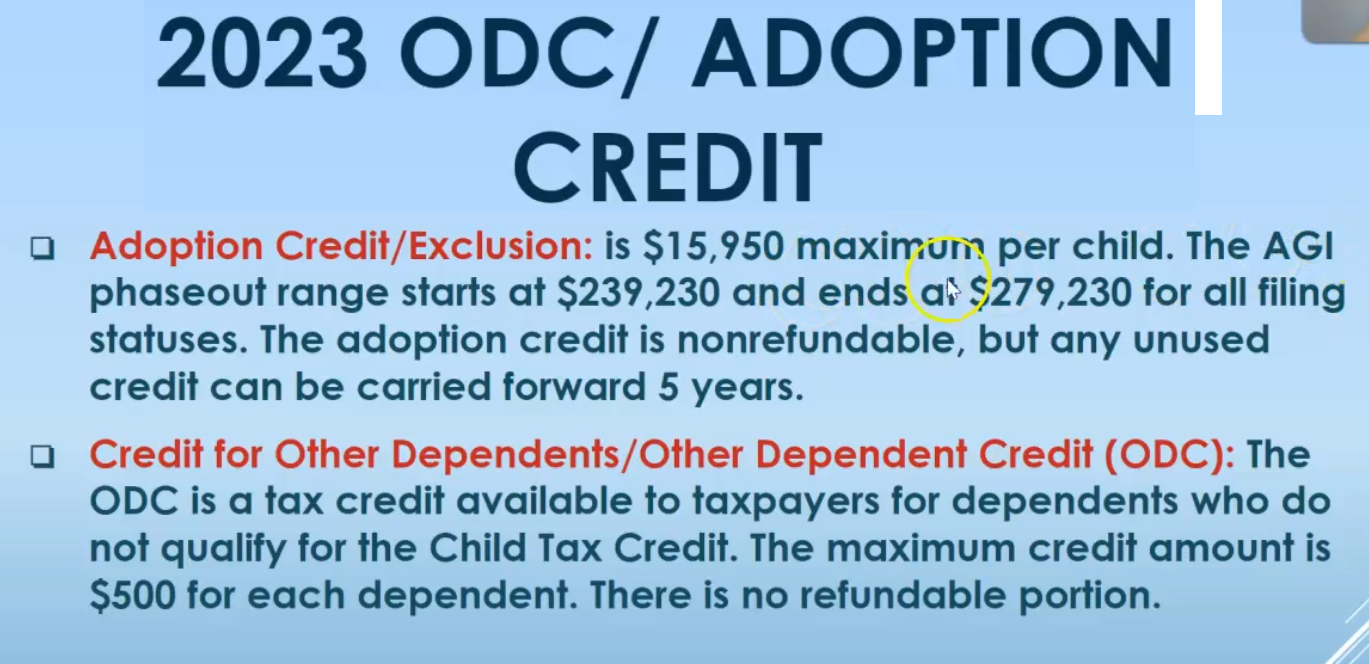 2023 ODC/ ADOPTION
CREDIT
Adoption Credit/Exclusion: is $15,950 maximum per child. The AGI
phaseout range starts at $239,230 and ends at $279,230 for all filing
statuses. The adoption credit is nonrefundable, but any unused
credit can be carried forward 5 years.
Credit for Other Dependents/Other Dependent Credit (ODC): The
ODC is a tax credit available to taxpayers for dependents who do
not qualify for the Child Tax Credit. The maximum credit amount is
$500 for each dependent. There is no refundable portion.